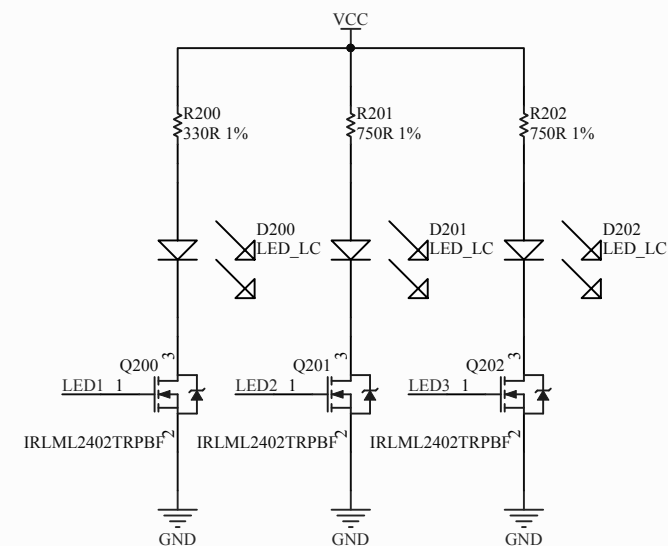 VCC
R200
330R 1%
R201
750R 1%
R202
750R 1%
D200
LED_LC
D201
LED_LC
D202
LED_LC
3
Q200
LED1 1
2
IRLML2402TRPBF
3
Q201
LED2 1
2
IRLML2402TRPBF
3
Q202
LED3 1
2
IRLML2402TRPBF
GND
GND
GND